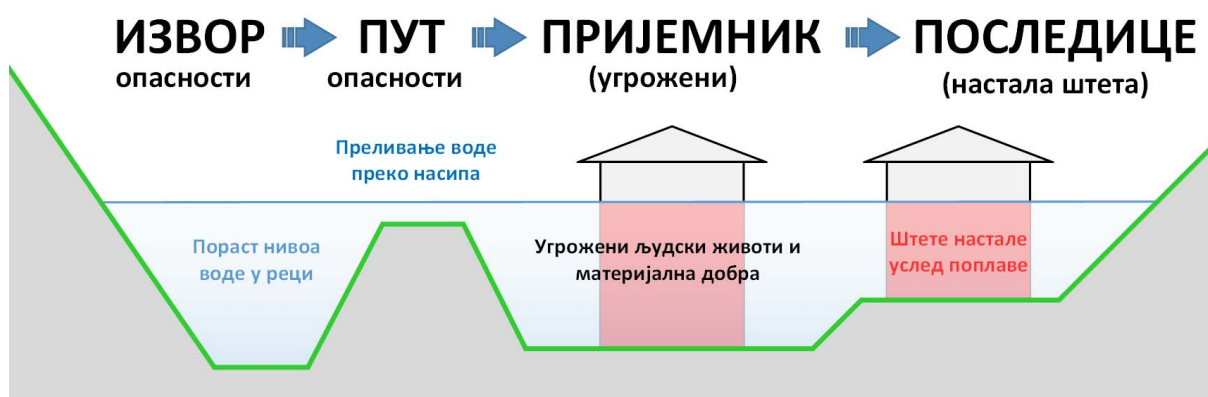 ИЗВОР ПУТ ПРИЈЕМНИК ПОСЛЕДИЦЕ
опасности опасности (угрожени) (настала штета)
Преливање воде
преко насипа
Пораст нивоа
воде у реци
Угрожени људски животи и
материјална добра
Штете настале
услед поплаве